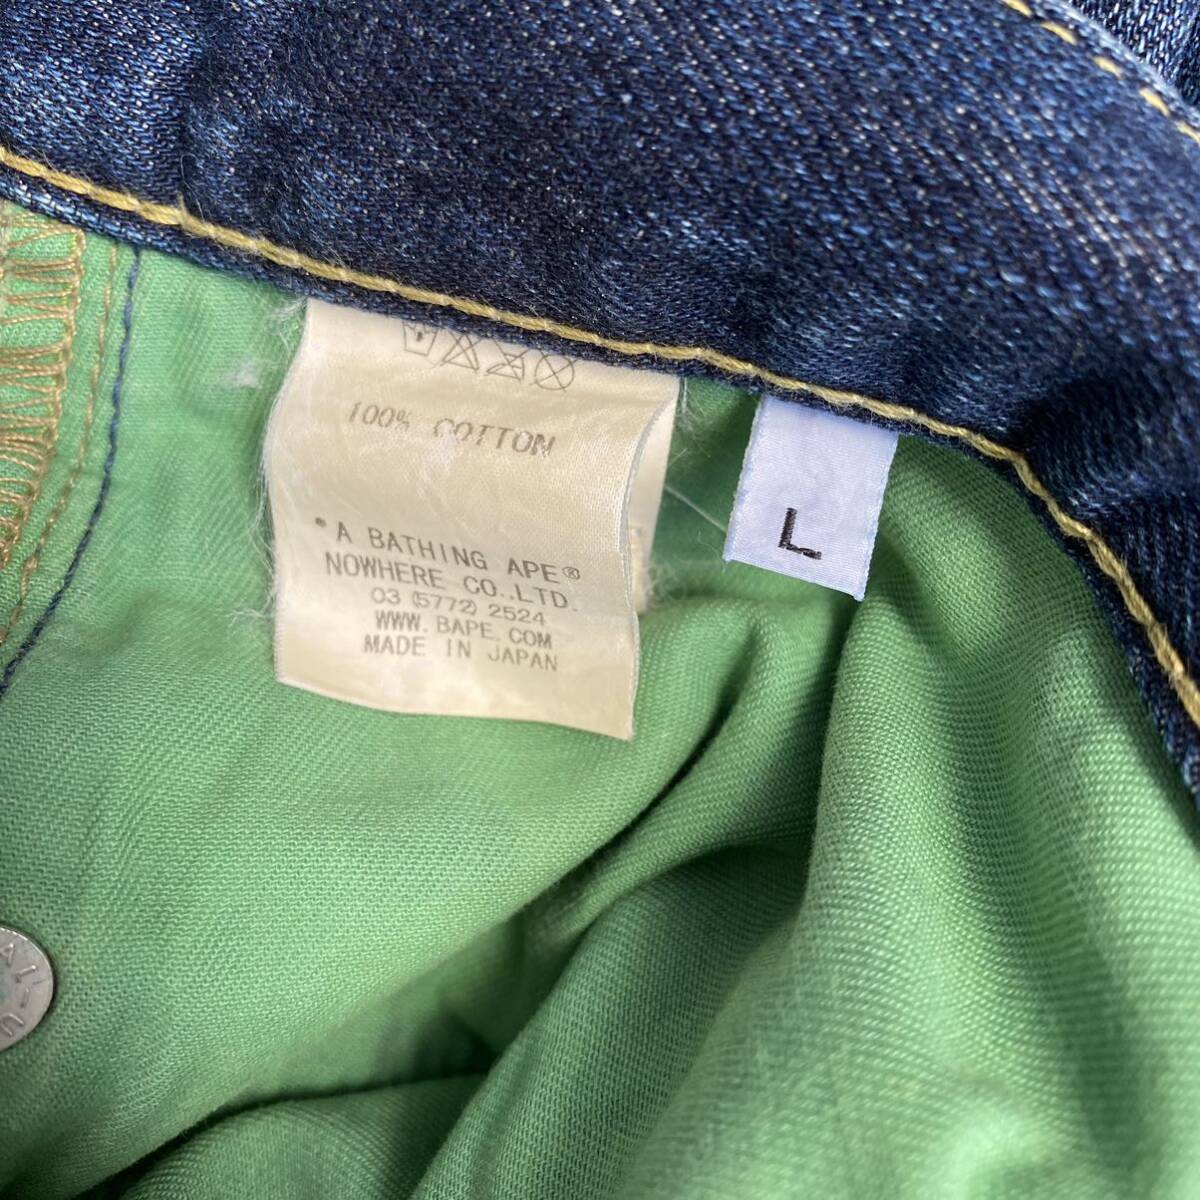 100% COTTON
*A BATHING APE®
NOWHERE CO.,LTD.
03 (5772) 2524
WWW.BAPE.COM
MADE IN JAPAN
L